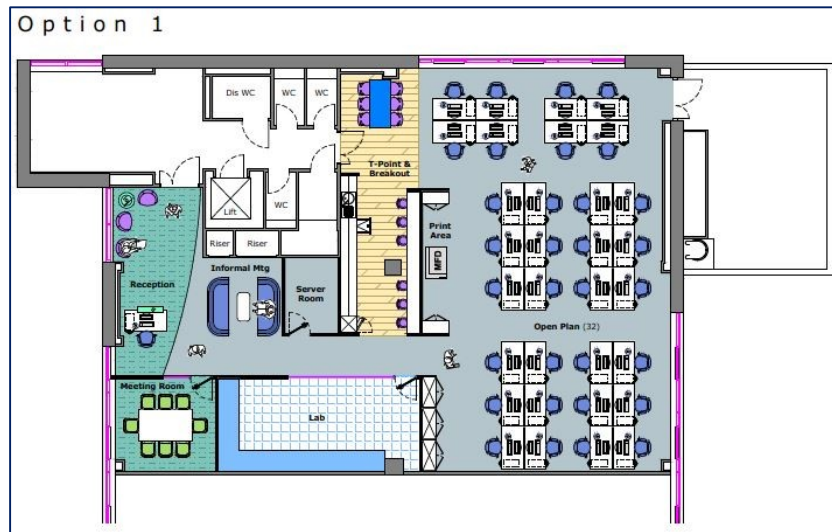 Option 1
Dis WC
WC
WC
T-Point &
Breakout
Lift
WC
Riser
Riser
Print
Area
MFD
Reception
Informal Mtg
Server
Room
Open Plan (32)
Meeting Room
Lab